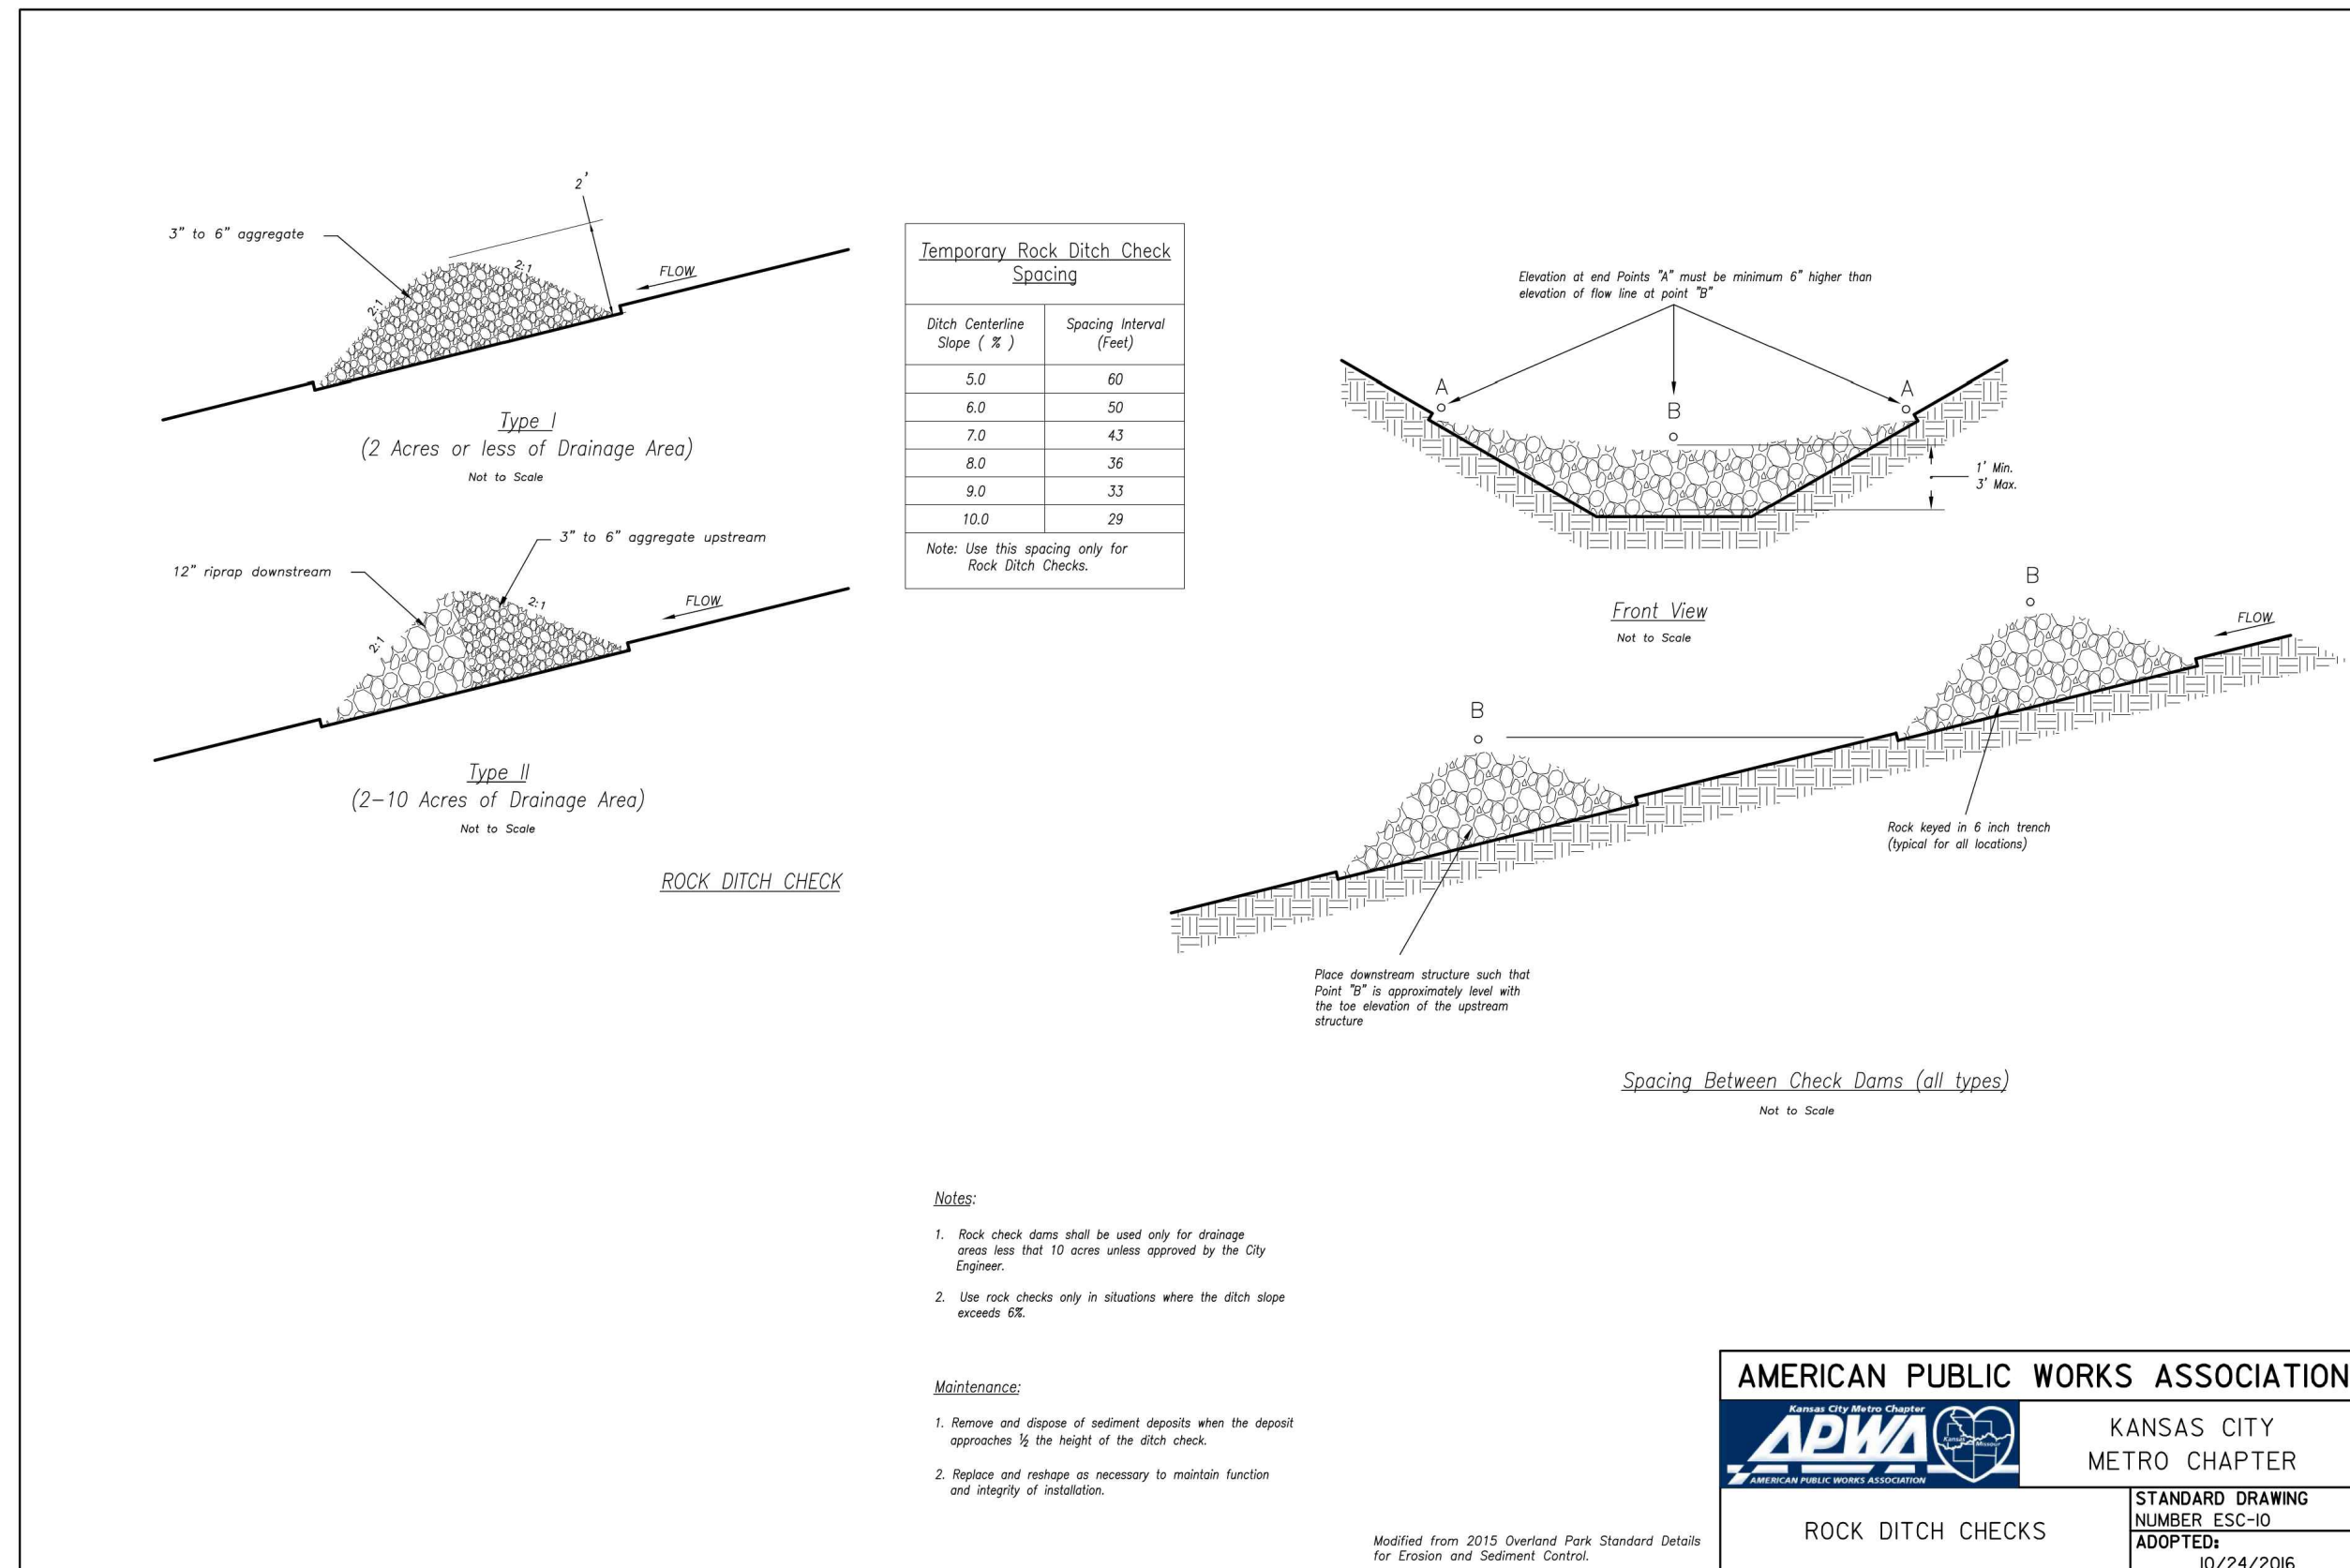 2'
3" to 6" aggregate
2:1
2:1
FLOW
Type I
(2 Acres or less of Drainage Area)
Not to Scale
3" to 6" aggregate upstream
12" riprap downstream
2:1
2:1
FLOW
Type II
(2-10 Acres of Drainage Area)
Not to Scale
ROCK DITCH CHECK
Temporary Rock Ditch Check
Spacing
Ditch Centerline
Slope ( % )
Spacing Interval
(Feet)
5.0 60
6.0 50
7.0 43
8.0 36
9.0 33
10.0 29
Note: Use this spacing only for
Rock Ditch Checks.
Elevation at end Points "A" must be minimum 6" higher than
elevation of flow line at point "B"
A
B
A
1' Min.
3' Max.
Front View
Not to Scale
B
FLOW
B
Rock keyed in 6 inch trench
(typical for all locations)
Place downstream structure such that
Point "B" is approximately level with
the toe elevation of the upstream
structure
Spacing Between Check Dams (all types)
Not to Scale
Notes:
1. Rock check dams shall be used only for drainage
areas less that 10 acres unless approved by the City
Engineer.
2. Use rock checks only in situations where the ditch slope
exceeds 6%.
Maintenance:
1. Remove and dispose of sediment deposits when the deposit
approaches ½ the height of the ditch check.
2. Replace and reshape as necessary to maintain function
and integrity of installation.
Modified from 2015 Overland Park Standard Details
for Erosion and Sediment Control.
AMERICAN PUBLIC WORKS ASSOCIATION
Kansas City Metro Chapter
APWA
Kansas
Missouri
AMERICAN PUBLIC WORKS ASSOCIATION
KANSAS CITY
METRO CHAPTER
ROCK DITCH CHECKS
STANDARD DRAWING
NUMBER ESC-10
ADOPTED:
10/24/2016